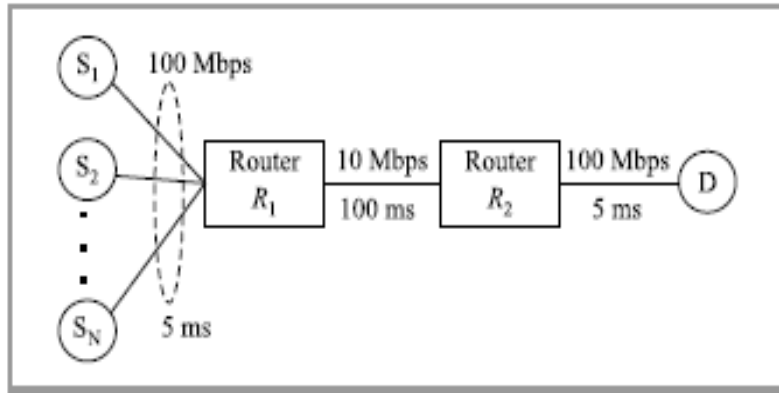 S1
100 Mbps
S2
Router
R1
10 Mbps
100 ms
Router
R2
100 Mbps
5 ms
D
SN
5 ms